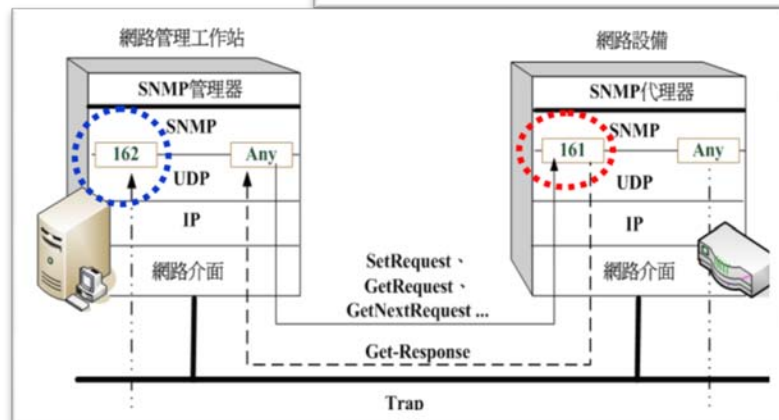 網路管理工作站
網路設備
SNMP管理器
SNMP代理器
SNMP
SNMP
162
Any
161
Any
UDP
UDP
IP
IP
網路介面
網路介面
SetRequest、
GetRequest、
GetNextRequest ...
Get-Response
Trap